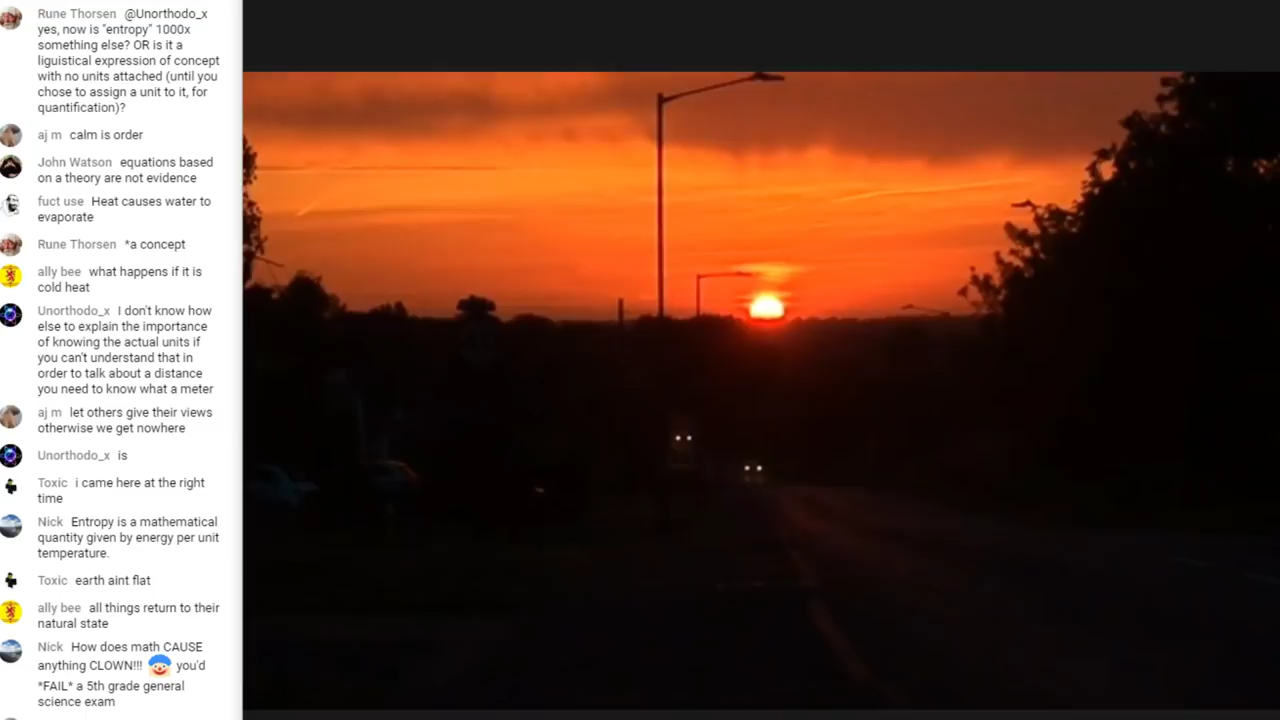 Rune Thorsen @Unorthodo_x
yes, now is "entropy" 1000x
something else? OR is it a
liguistical expression of concept
with no units attached (until you
chose to assign a unit to it, for
quantification)?
aj m calm is order
John Watson equations based
on a theory are not evidence
fuct use Heat causes water to
evaporate
Rune Thorsen *a concept
ally bee what happens if it is
cold heat
Unorthodo_x I don't know how
else to explain the importance
of knowing the actual units if
you can't understand that in
order to talk about a distance
you need to know what a meter
aj m let others give their views
otherwise we get nowhere
Unorthodo_x is
Toxic i came here at the right
time
Nick Entropy is a mathematical
quantity given by energy per unit
temperature.
Toxic earth aint flat
ally bee all things return to their
natural state
Nick How does math CAUSE
anything CLOWN!!! you'd
*FAIL* a 5th grade general
science exam